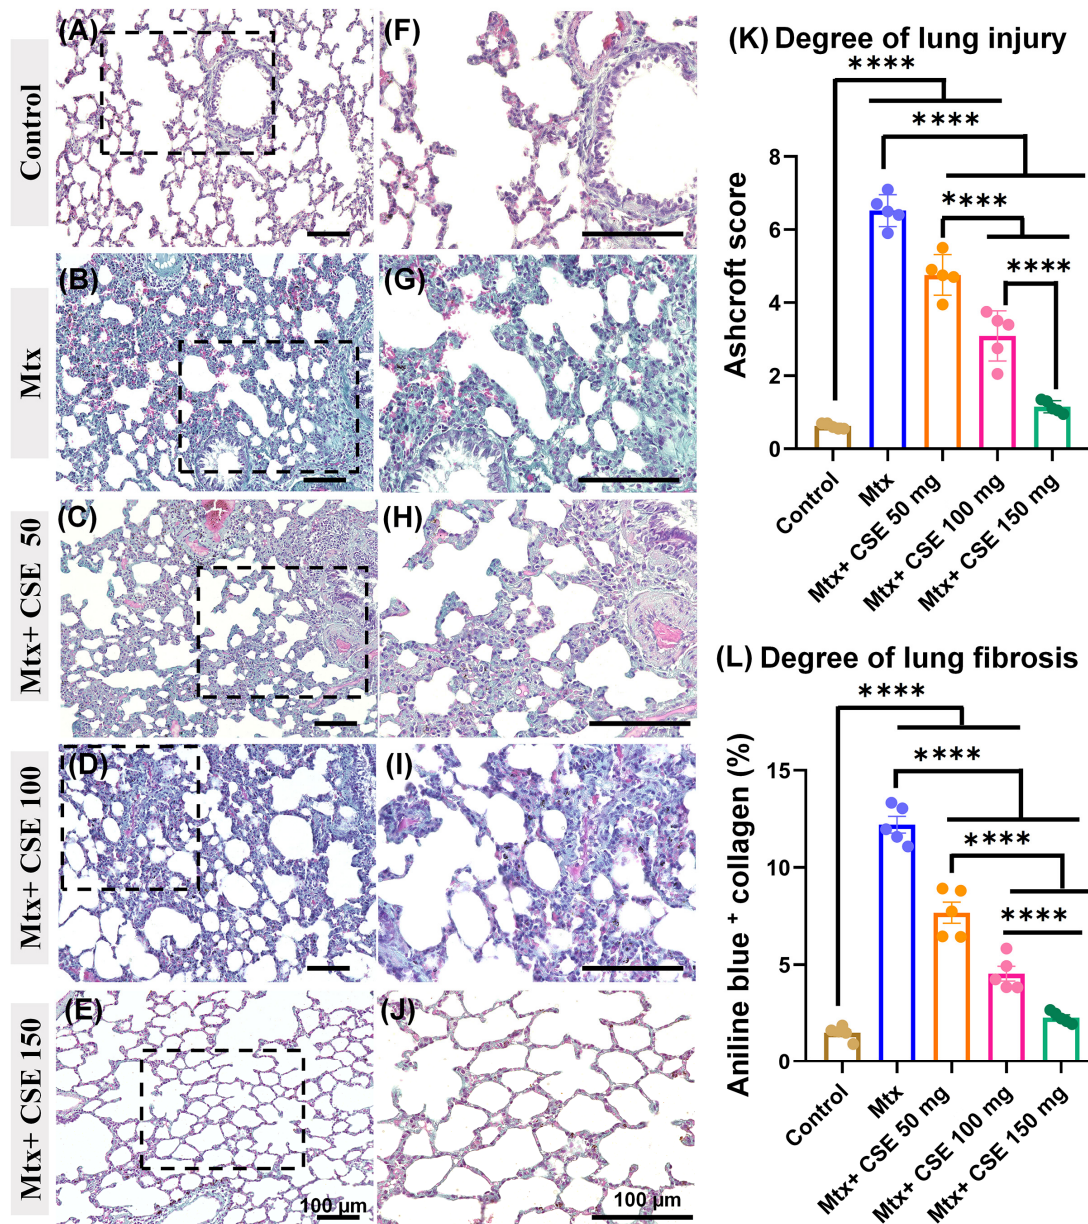 Control
(A)
(F)
Mtx
(B)
(G)
Mtx+ CSE 50
(C)
(H)
Mtx+ CSE 100
(D)
(I)
Mtx+ CSE 150
(E)
(J)
100 µm
100 µm
(K) Degree of lung injury
****
****
****
****
Ashcroft score
8
6
4
2
0
Control
Mtx
Mtx+ CSE 50 mg
Mtx+ CSE 100 mg
Mtx+ CSE 150 mg
(L) Degree of lung fibrosis
****
****
****
****
Aniline blue + collagen (%)
15
10
5
0
Control
Mtx
Mtx+ CSE 50 mg
Mtx+ CSE 100 mg
Mtx+ CSE 150 mg